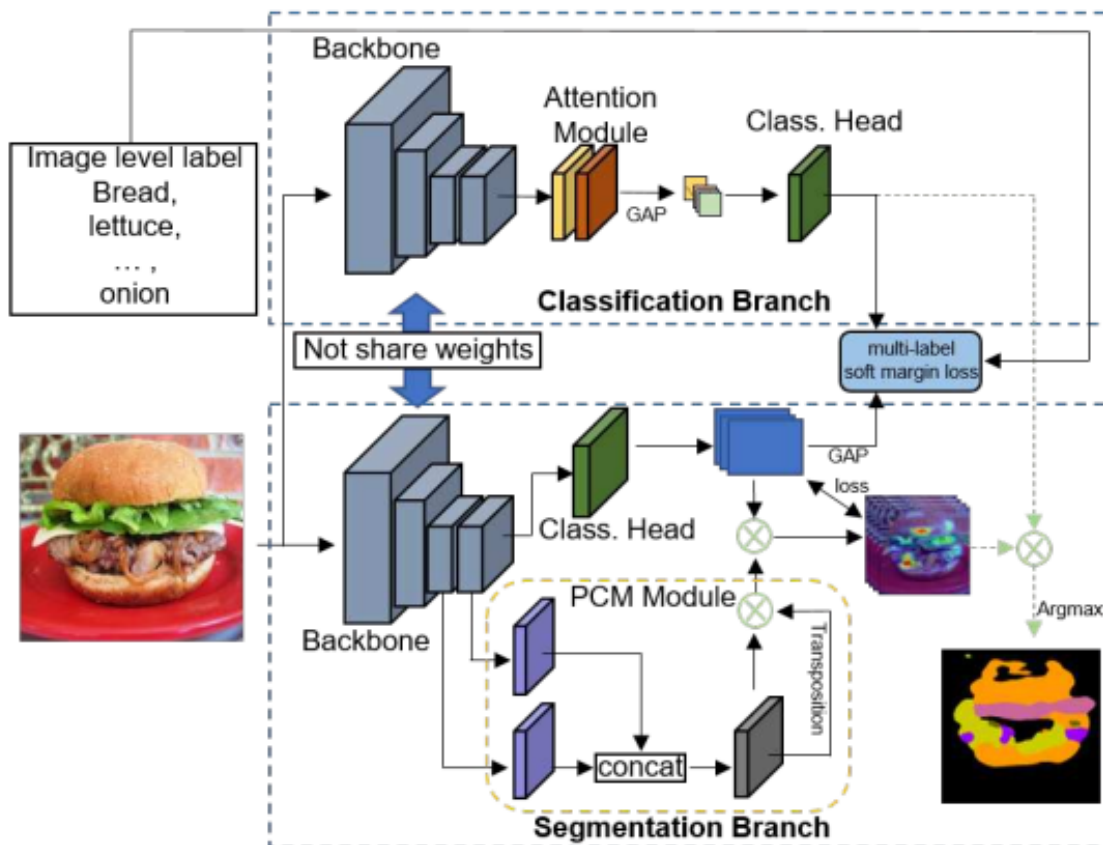 Backbone
Attention
Module
Class. Head
Image level label
Bread,
lettuce,
... ,
onion
GAP
Classification Branch
Not share weights
multi-label
soft margin loss
GAP
loss
Class. Head
Backbone
PCM Module
Transposition
Argmax
concat
Segmentation Branch